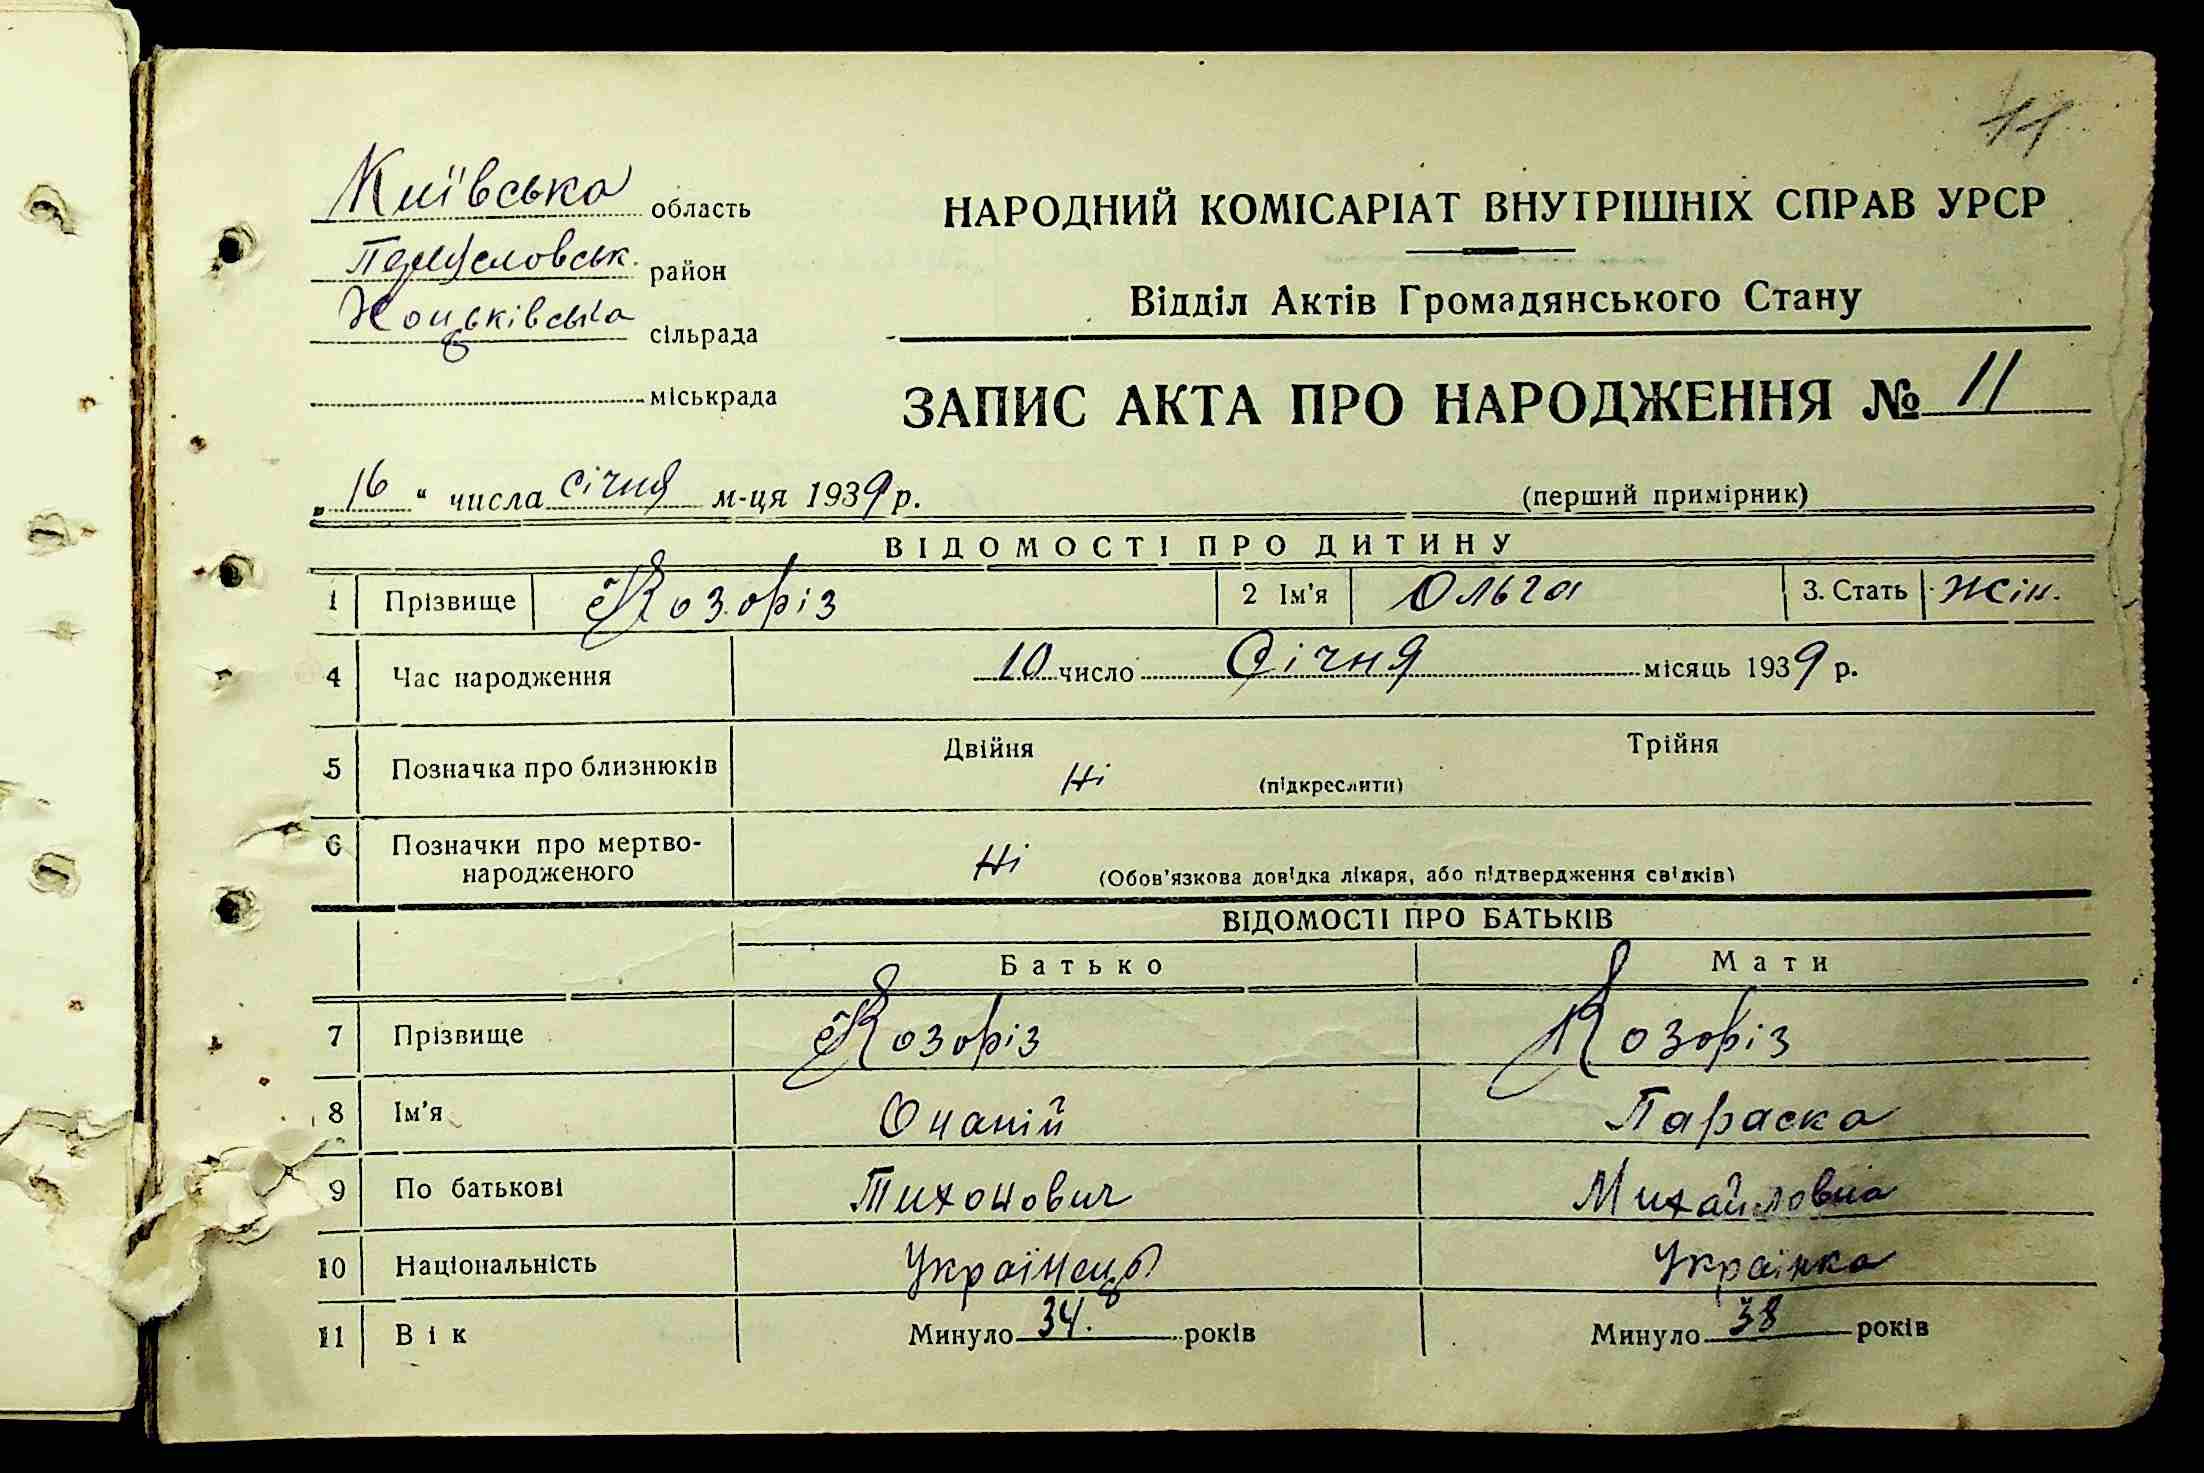 11
Київська область
район
Хоцьківська сільрада
міськрада
НАРОДНИЙ КОМІСАРІАТ ВНУТРІШНІХ СПРАВ УРСР
Відділ Актів Громадянського Стану
ЗАПИС АКТА ПРО НАРОДЖЕННЯ № 11
„16“ числа січня м-ця 1939 р.
(перший примірник)
ВІДОМОСТІ ПРО ДИТИНУ
1 Прізвище Козоріз 2 Ім'я Ольга 3. Стать жін.
4 Час народження 10 число Січня місяць 1939 р.
5 Позначка про близнюків Двійня Ні (підкреслити) Трійня
6 Позначки про мертво-
народженого Ні (Обов'язкова довідка лікаря, або підтвердження свідків)
ВІДОМОСТІ ПРО БАТЬКІВ
Батько Мати
7 Прізвище Козоріз Козоріз
8 Ім'я Онаній Параска
9 По батькові Тихонович Михайловна
10 Національність Українець Українка
11 Вік Минуло 34. років Минуло 38 років